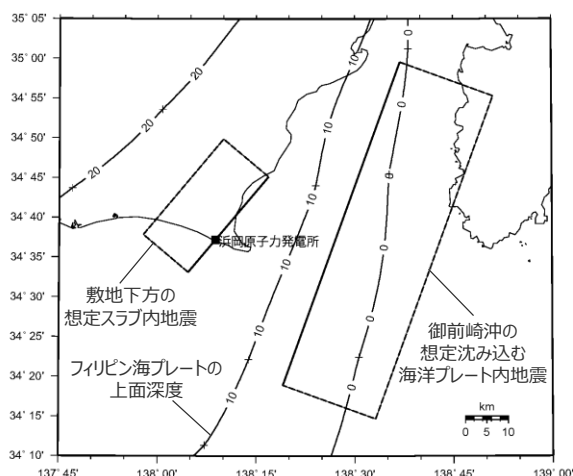 35° 05'
35° 00'
34° 55'
34° 50'
34° 45'
34° 40'
34° 35'
34° 30'
34° 25'
34° 20'
34° 15'
34° 10'
20
20
20
10
10
10
10
10
0
0
0
0
0
0
浜岡原子力発電所
敷地下方の
想定スラブ内地震
フィリピン海プレートの
上面深度
御前崎沖の
想定沈み込む
海洋プレート内地震
km
0 5 10
137° 45' 138° 00' 138° 15' 138° 30' 138° 45' 139° 00'